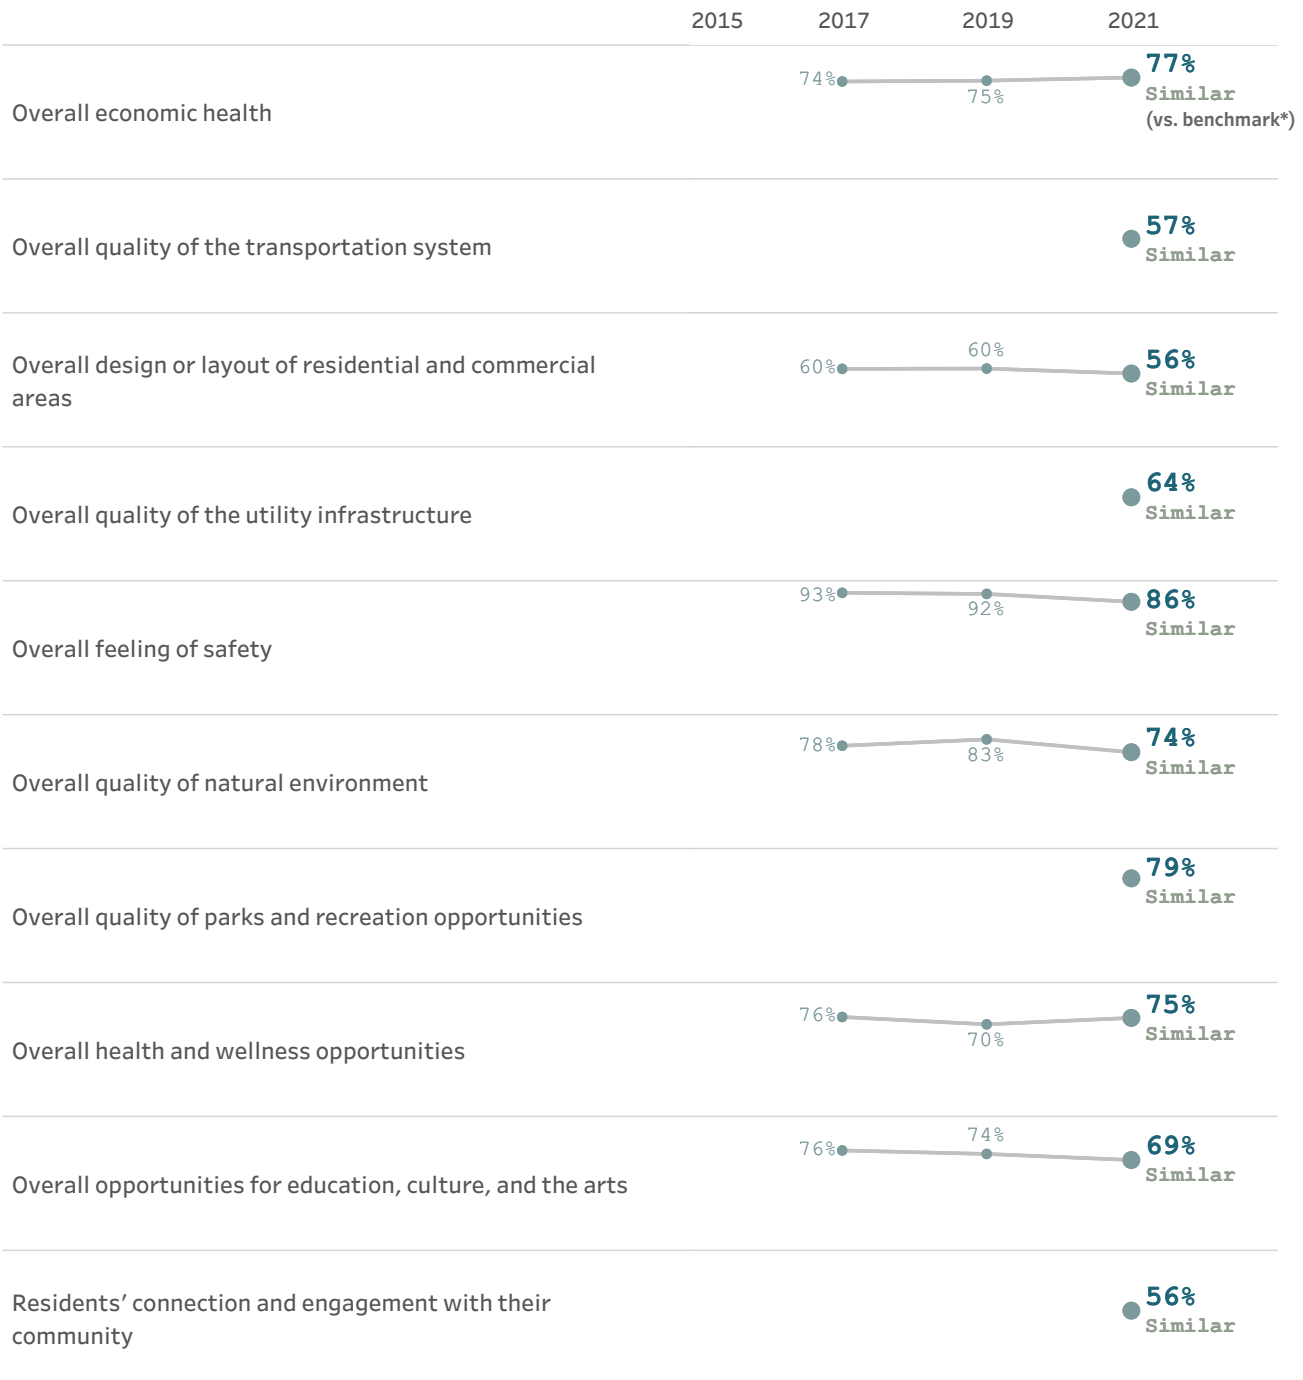 2015 2017 2019 2021
Overall economic health
74%
75%
77%
Similar
(vs. benchmark*)
Overall quality of the transportation system
57%
Similar
Overall design or layout of residential and commercial
areas
60%
60%
56%
Similar
Overall quality of the utility infrastructure
64%
Similar
Overall feeling of safety
93%
92%
86%
Similar
Overall quality of natural environment
78%
83%
74%
Similar
Overall quality of parks and recreation opportunities
79%
Similar
Overall health and wellness opportunities
76%
70%
75%
Similar
Overall opportunities for education, culture, and the arts
76%
74%
69%
Similar
Residents’ connection and engagement with their
community
56%
Similar